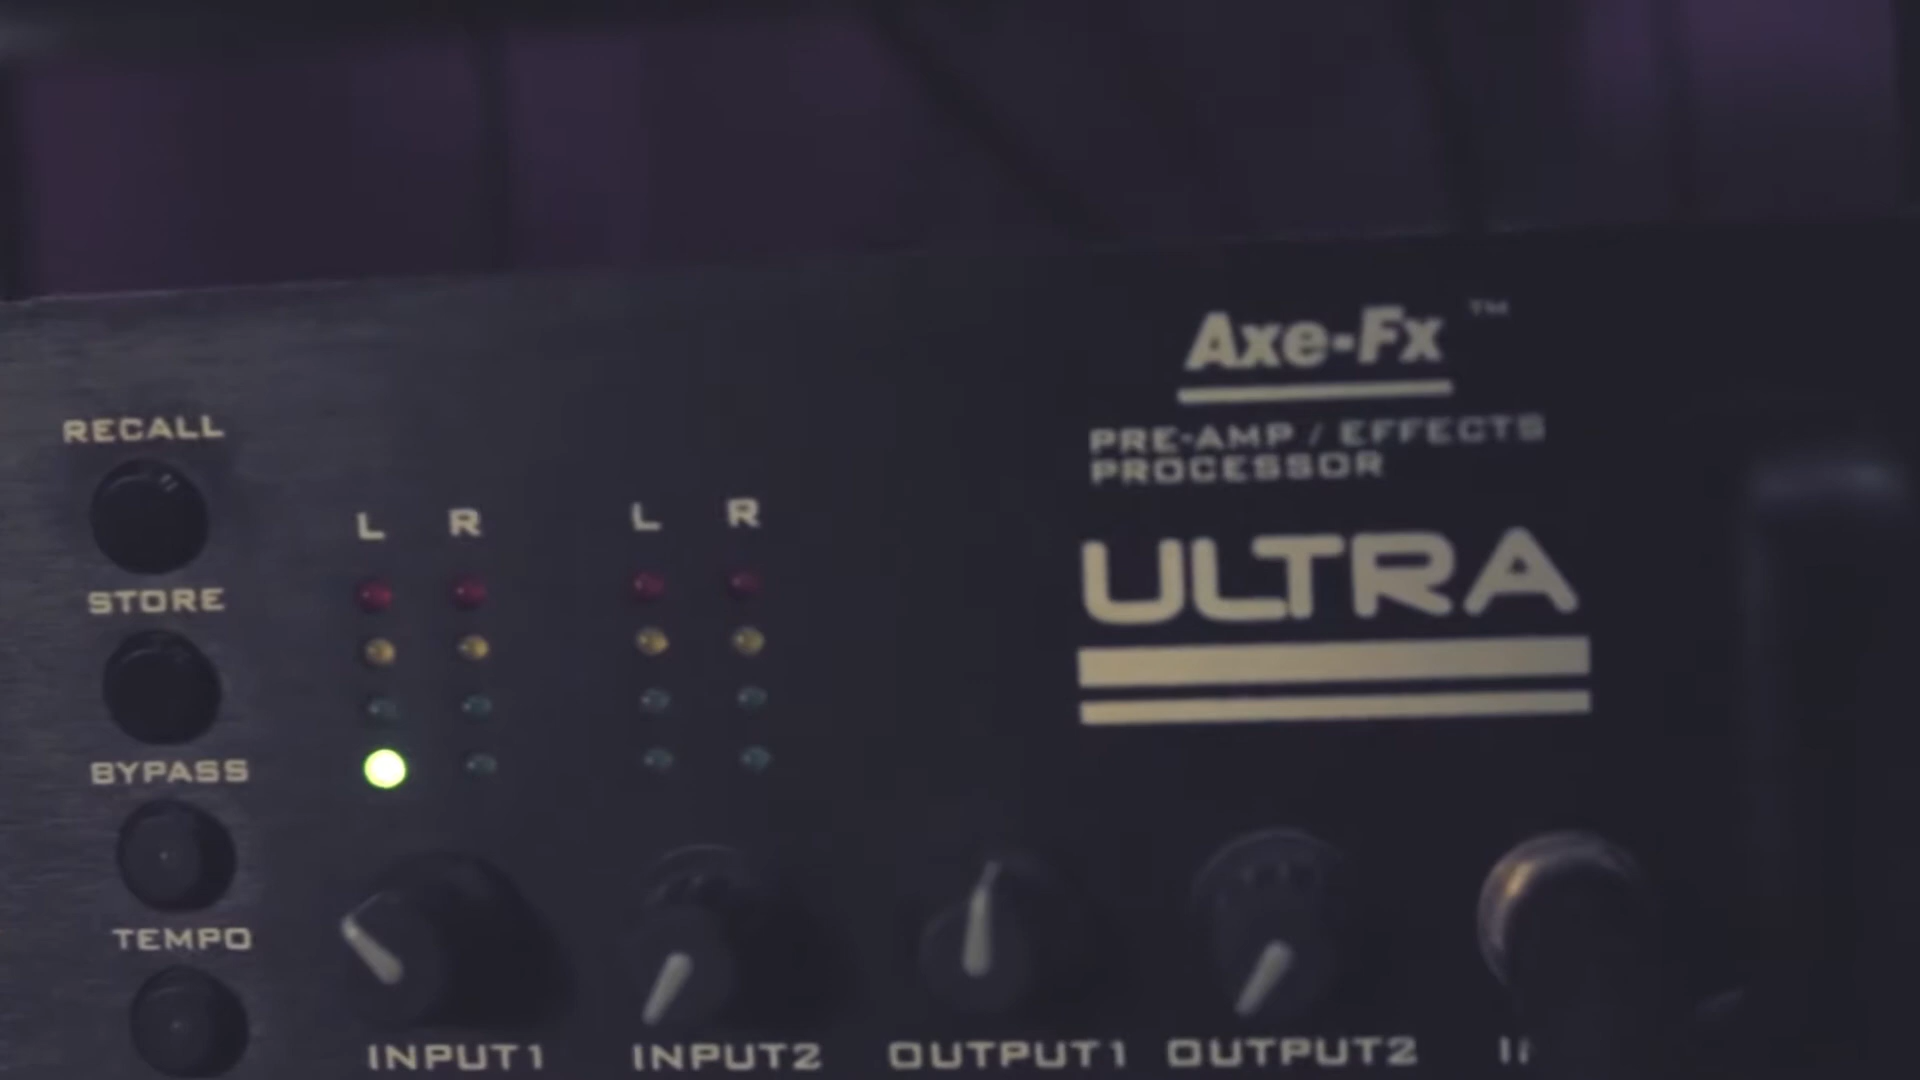 Axe-Fx ™
PRE-AMP / EFFECTS
PROCESSOR
ULTRA
RECALL
STORE
BYPASS
TEMPO
L R L R
INPUT1 INPUT2 OUTPUT1 OUTPUT2